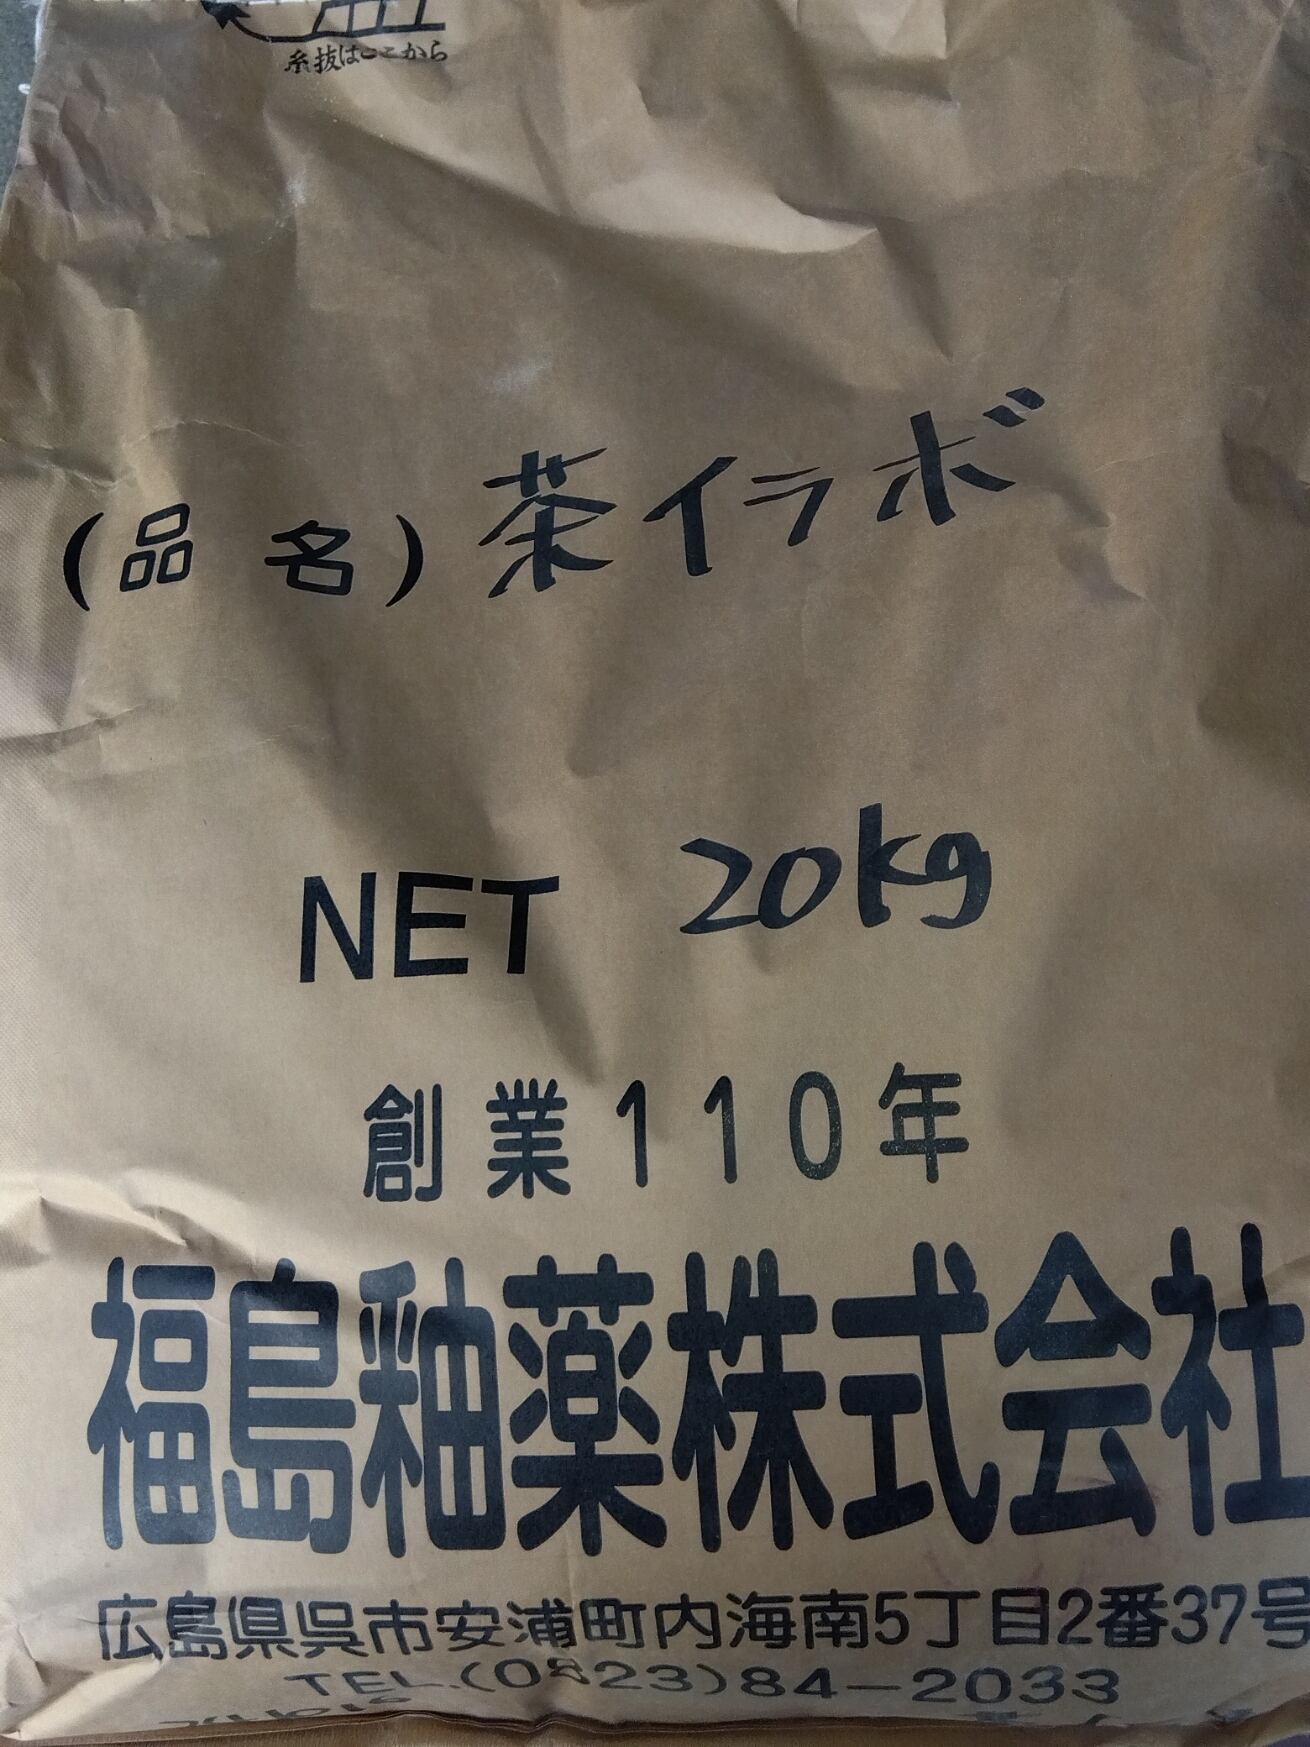 糸抜はここから
(品名)茶イラボ
NET 20kg
創業110年
福島釉薬株式会社
広島県呉市安浦町内海南5丁目2番37号
TEL.(0823)84-2033